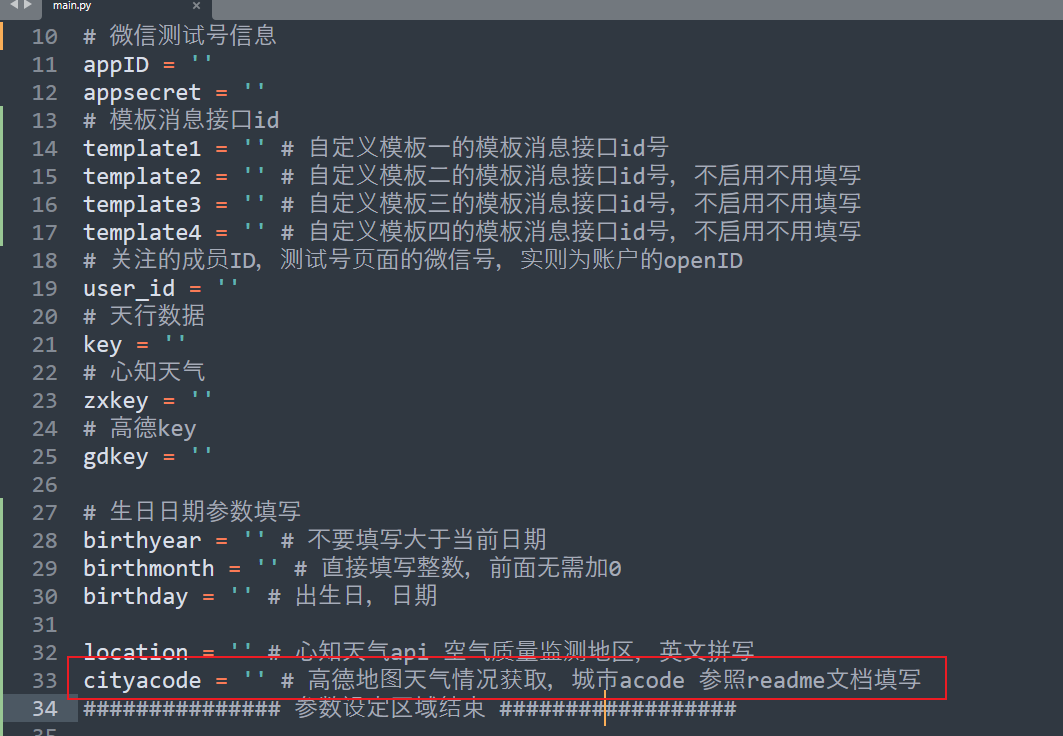 main.py ×
10 # 微信测试号信息
11 appID = ''
12 appsecret = ''
13 # 模板消息接口id
14 template1 = '' # 自定义模板一的模板消息接口id号
15 template2 = '' # 自定义模板二的模板消息接口id号, 不启用不用填写
16 template3 = '' # 自定义模板三的模板消息接口id号, 不启用不用填写
17 template4 = '' # 自定义模板四的模板消息接口id号, 不启用不用填写
18 # 关注的成员ID, 测试号页面的微信号, 实则为账户的openID
19 user_id = ''
20 # 天行数据
21 key = ''
22 # 心知天气
23 zxkey = ''
24 # 高德key
25 gdkey = ''
26
27 # 生日日期参数填写
28 birthyear = '' # 不要填写大于当前日期
29 birthmonth = '' # 直接填写整数, 前面无需加0
30 birthday = '' # 出生日, 日期
31
32 location = '' # 心知天气api 空气质量监测地区, 英文拼写
33 cityacode = '' # 高德地图天气情况获取, 城市acode 参照readme文档填写
34 ############### 参数设定区域结束 ##################
35